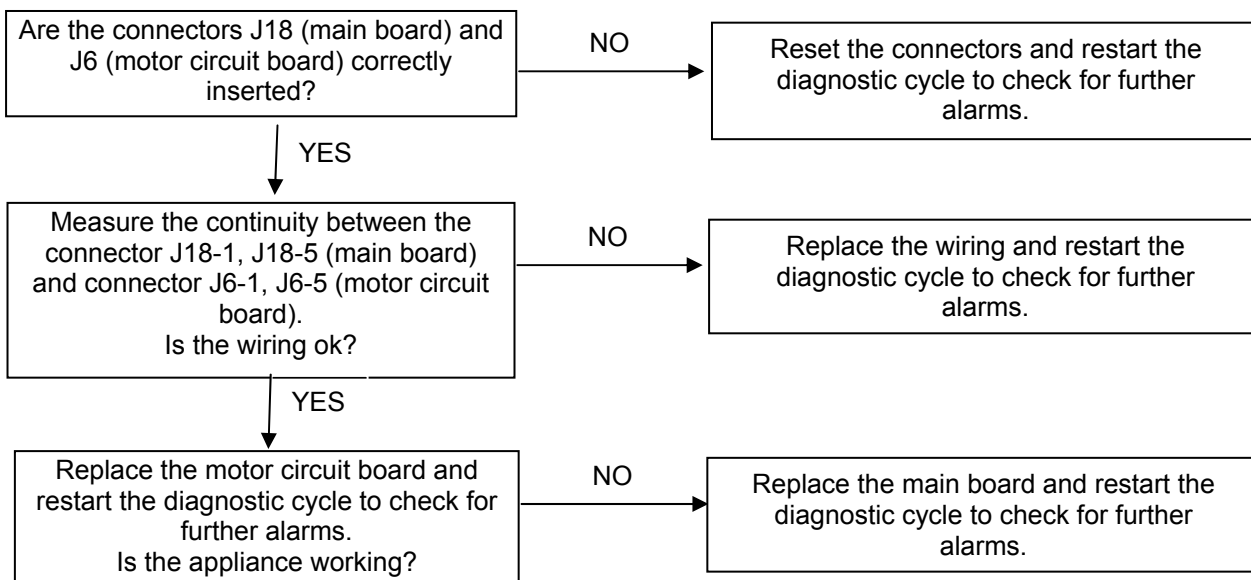 Are the connectors J18 (main board) and
J6 (motor circuit board) correctly
inserted?
NO
Reset the connectors and restart the
diagnostic cycle to check for further
alarms.
YES
Measure the continuity between the
connector J18-1, J18-5 (main board)
and connector J6-1, J6-5 (motor circuit
board).
Is the wiring ok?
NO
Replace the wiring and restart the
diagnostic cycle to check for further
alarms.
YES
Replace the motor circuit board and
restart the diagnostic cycle to check for
further alarms.
Is the appliance working?
NO
Replace the main board and restart the
diagnostic cycle to check for further
alarms.